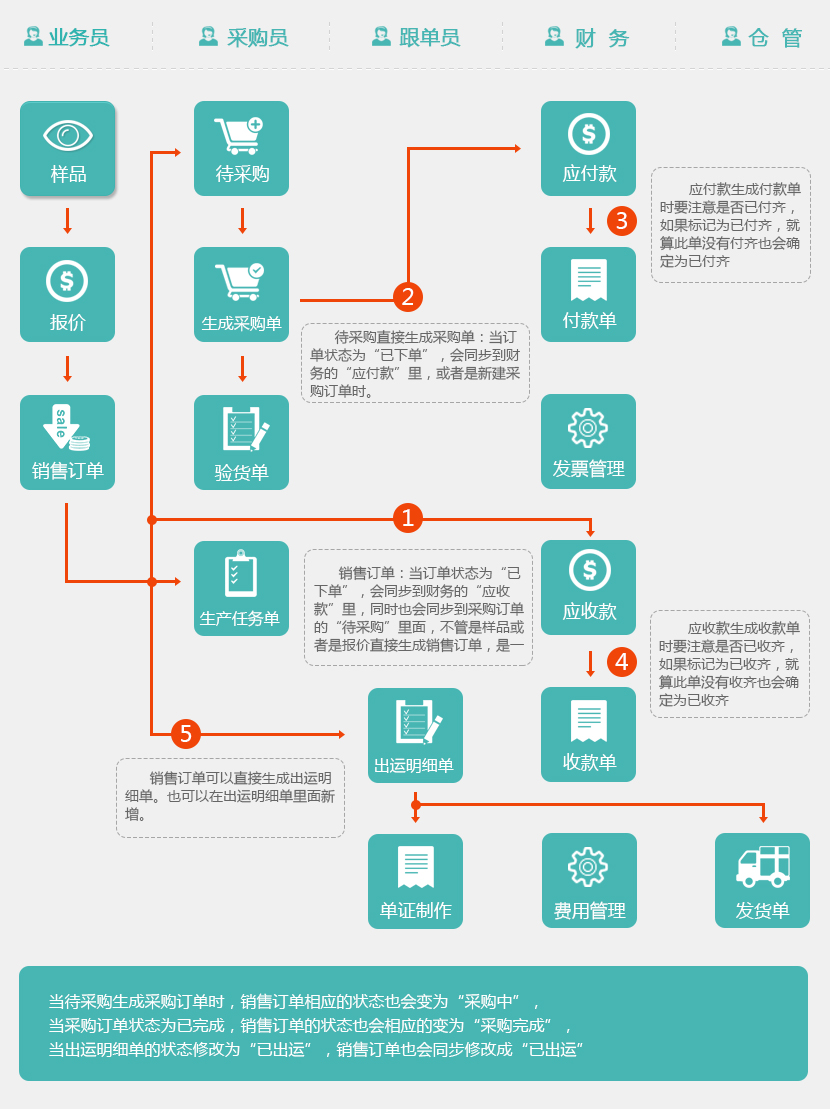 业务员
采购员
跟单员
财 务
仓 管
样品
待采购
应付款
应付款生成付款单
时要注意是否已付齐，
如果标记为已付齐，就
算此单没有付齐也会确
定为已付齐
3
报价
生成采购单
2
付款单
待采购直接生成采购单：当订
单状态为“已下单”，会同步到财
务的“应付款”里，或者是新建采
购订单时。
sale
销售订单
验货单
发票管理
1
生产任务单
销售订单：当订单状态为“已
下单”，会同步到财务的“应收
款”里，同时也会同步到采购订单
的“待采购”里面，不管是样品或
者是报价直接生成销售订单，是一
应收款
应收款生成收款单
时要注意是否已收齐，
如果标记为已收齐，就
算此单没有收齐也会确
定为已收齐
4
5
出运明细单
收款单
销售订单可以直接生成出运明
细单。也可以在出运明细单里面新
增。
单证制作
费用管理
发货单
当待采购生成采购订单时，销售订单相应的状态也会变为“采购中”，
当采购订单状态为已完成，销售订单的状态也会相应的变为“采购完成”，
当出运明细单的状态修改为“已出运”，销售订单也会同步修改成“已出运”